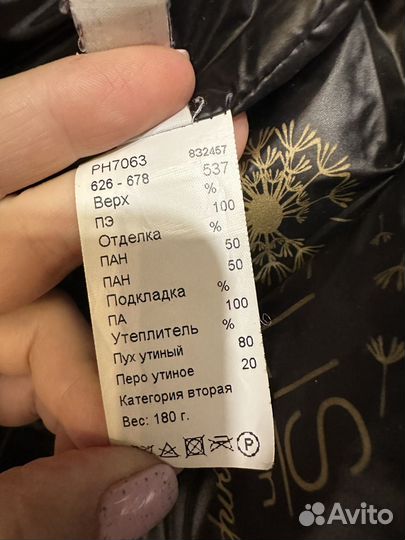 PH7063 832457
626 - 678 537
Верх %
ПЭ 100
Отделка %
ПАН 50
ПАН 50
Подкладка %
ПА 100
Утеплитель %
Пух утиный 80
Перо утиное 20
Категория вторая
Вес: 180 г.
P
Avito